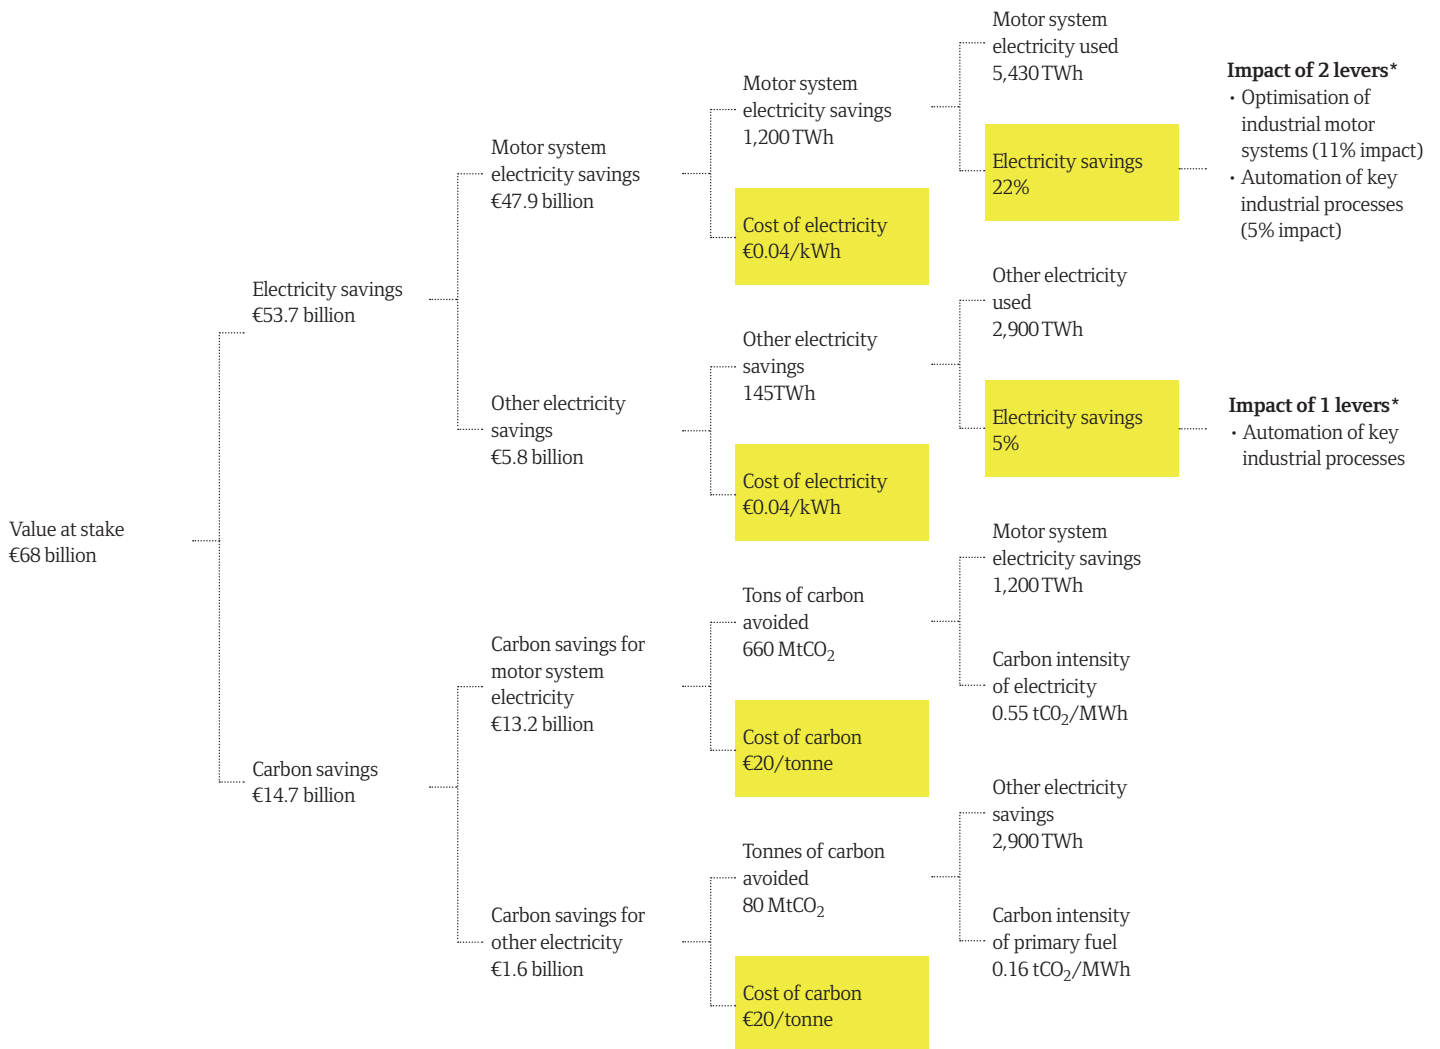 Value at stake
€68 billion
Electricity savings
€53.7 billion
Carbon savings
€14.7 billion
Motor system
electricity savings
€47.9 billion
Other electricity
savings
€5.8 billion
Carbon savings for
motor system
electricity
€13.2 billion
Carbon savings for
other electricity
€1.6 billion
Motor system
electricity savings
1,200 TWh
Cost of electricity
€0.04/kWh
Other electricity
savings
145TWh
Cost of electricity
€0.04/kWh
Tons of carbon
avoided
660 MtCO2
Cost of carbon
€20/tonne
Tonnes of carbon
avoided
80 MtCO2
Cost of carbon
€20/tonne
Motor system
electricity used
5,430 TWh
Electricity savings
22%
Other electricity
used
2,900 TWh
Electricity savings
5%
Motor system
electricity savings
1,200 TWh
Carbon intensity
of electricity
0.55 tC02/MWh
Other electricity
savings
2,900 TWh
Carbon intensity
of primary fuel
0.16 tCO2/MWh
Impact of 2 levers*
· Optimisation of
industrial motor
systems (11% impact)
· Automation of key
industrial processes
(5% impact)
Impact of 1 levers*
· Automation of key
industrial processes